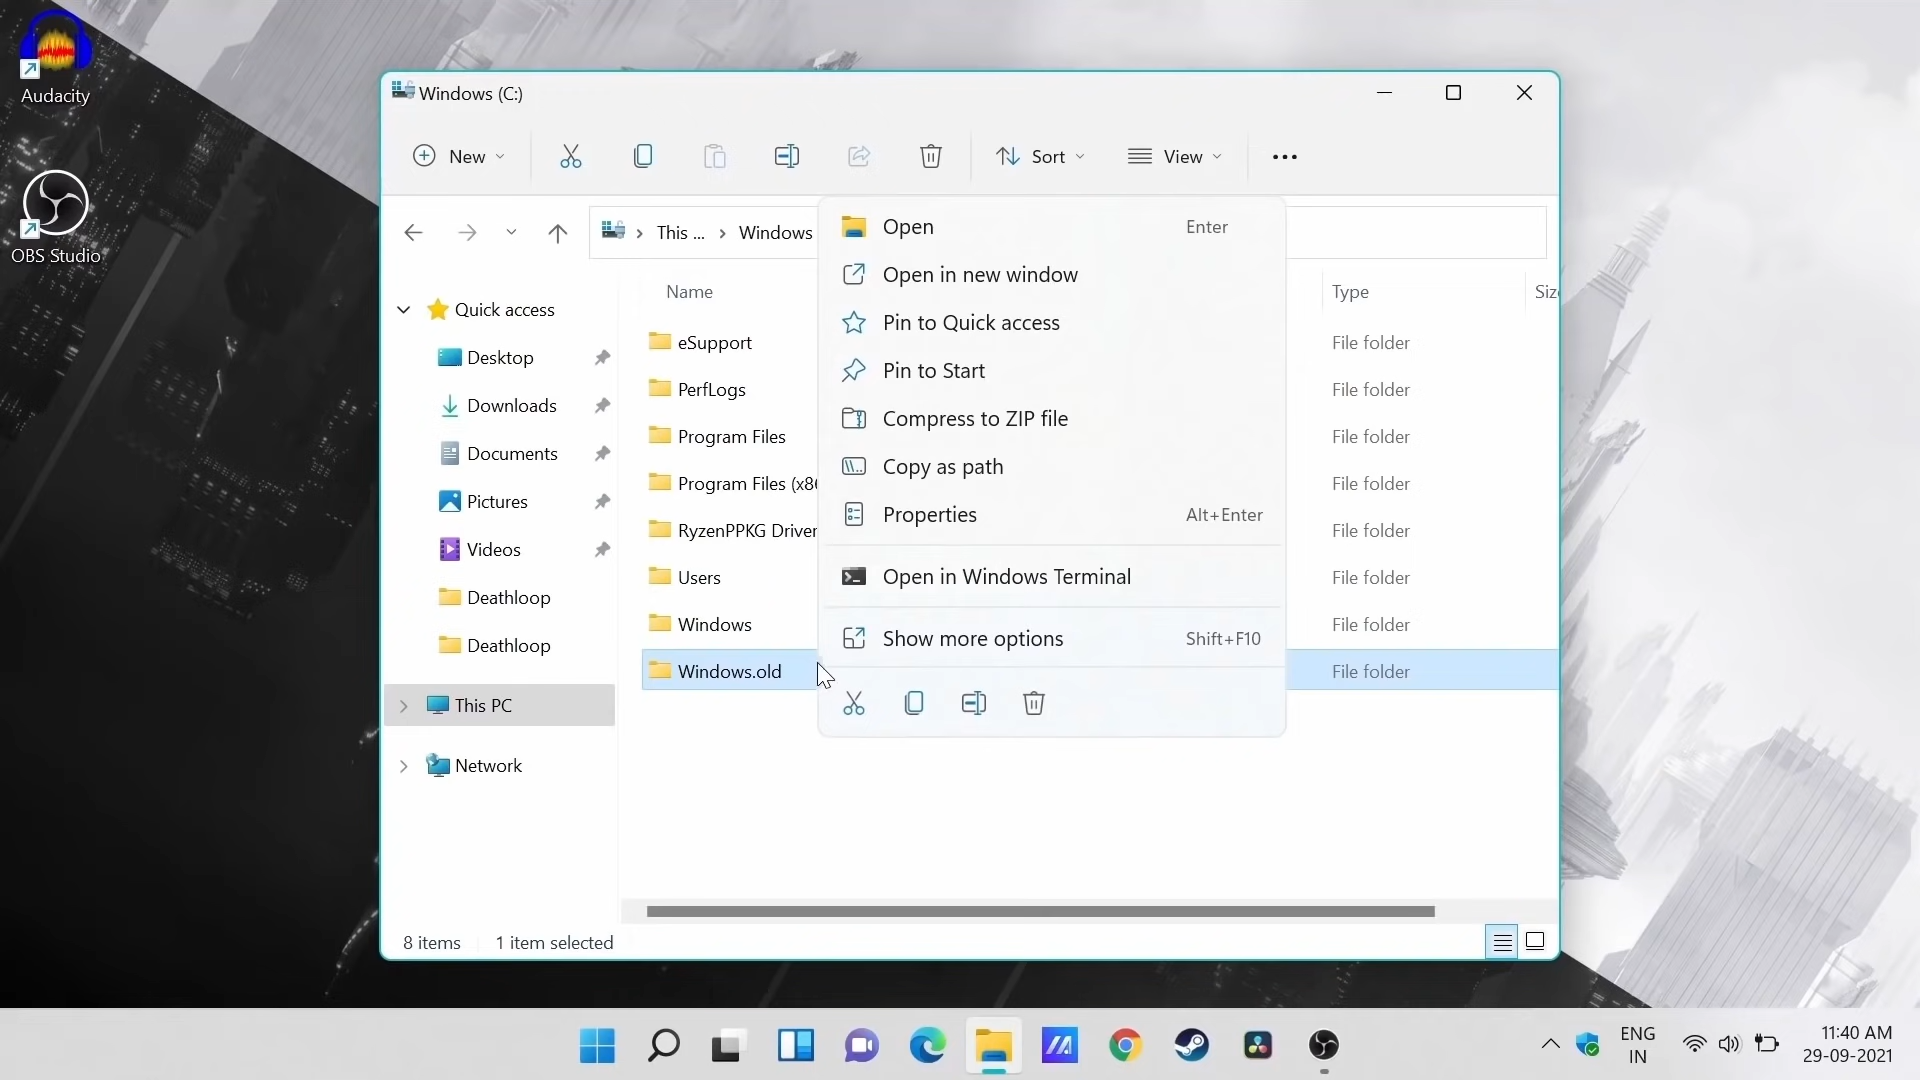 Audacity
OBS Studio
Windows (C:)
New
Sort
View
This ...
Windows
Name
Type
Quick access
Desktop
Downloads
Documents
Pictures
Videos
Deathloop
Deathloop
This PC
Network
eSupport
File folder
PerfLogs
File folder
Program Files
File folder
Program Files
File folder
RyzenPPKG Driver
File folder
Users
File folder
Windows
File folder
Windows.old
File folder
Open Enter
Open in new window
Pin to Quick access
Pin to Start
Compress to ZIP file
Copy as path
Properties Alt+Enter
Open in Windows Terminal
Show more options Shift+F10
8 items 1 item selected
ENG
IN
11:40 AM
29-09-2021